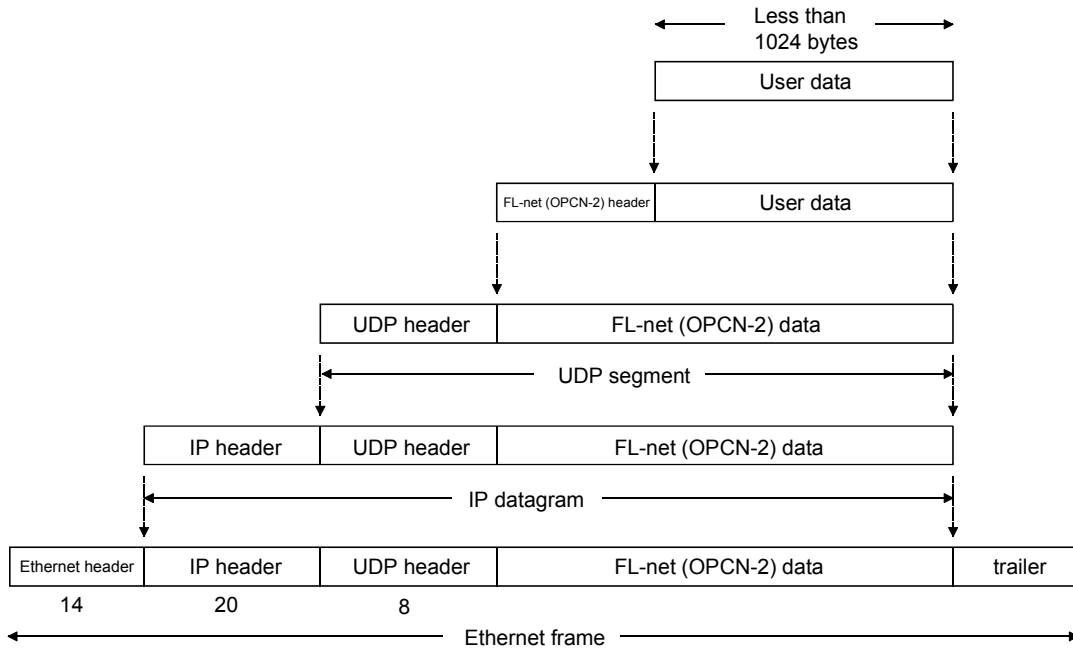 Less than
1024 bytes
User data
FL-net (OPCN-2) header
User data
UDP header
FL-net (OPCN-2) data
UDP segment
IP header
UDP header
FL-net (OPCN-2) data
IP datagram
Ethernet header
IP header
UDP header
FL-net (OPCN-2) data
trailer
14
20
8
Ethernet frame